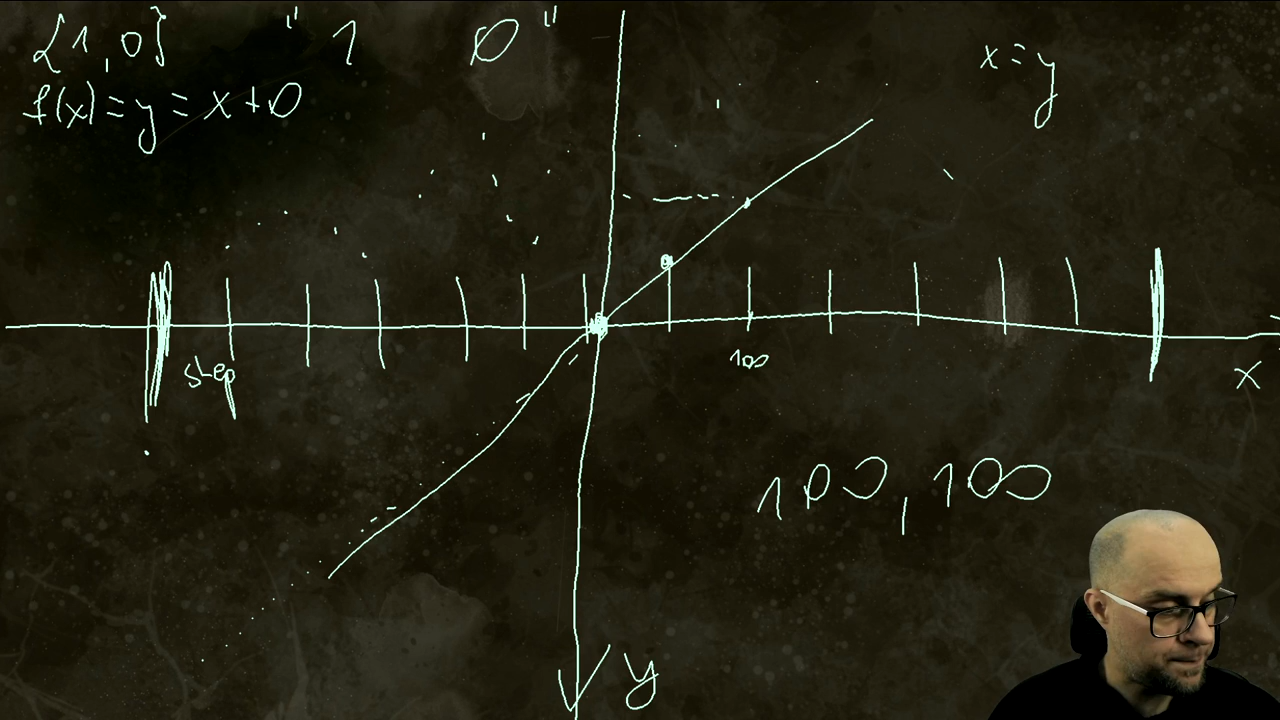 {1,0} " 1 0 "
f(x) = y = x + 0
x = y
step
100
x
100, 100
y